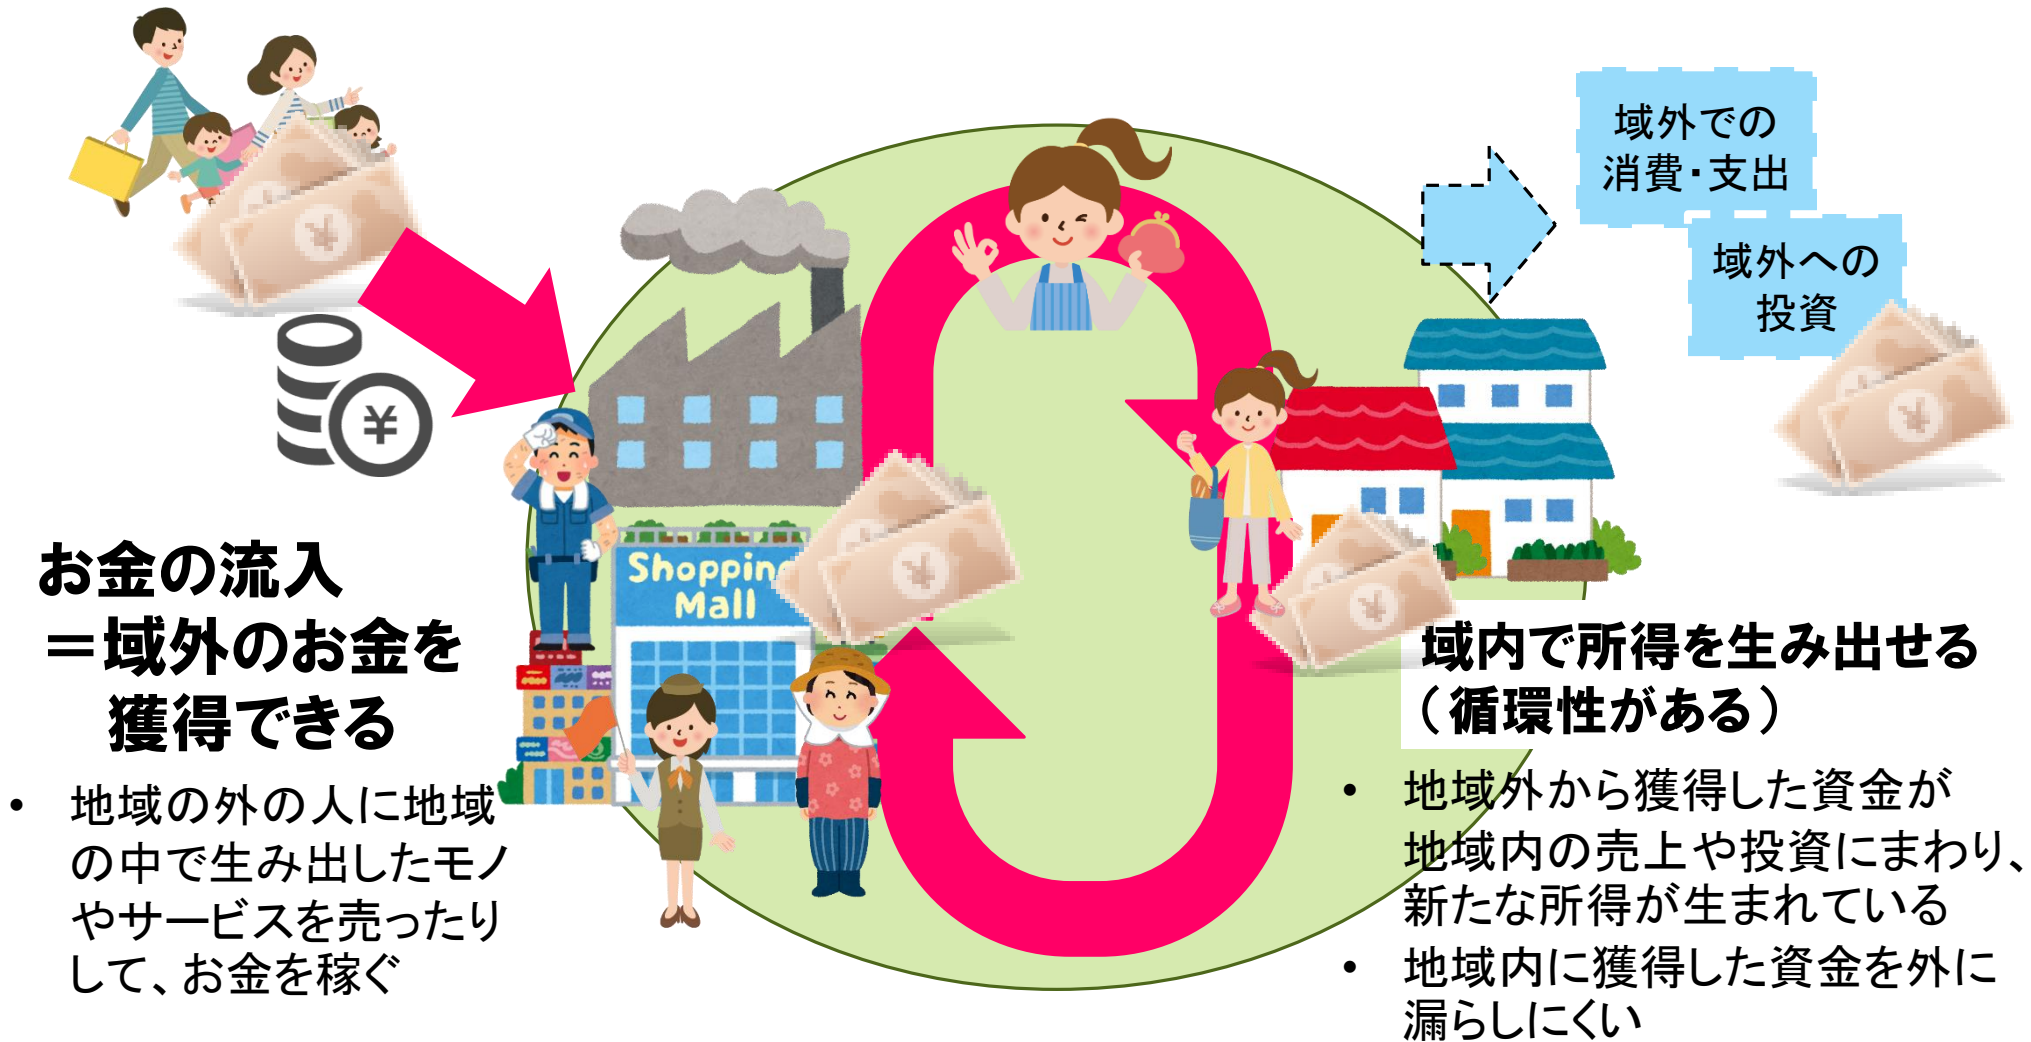 域外での
消費・支出
域外への
投資
Shopping
Mall
¥
お金の流入
＝域外のお金を
獲得できる
• 地域の外の人に地域
の中で生み出したモノ
やサービスを売ったり
して、お金を稼ぐ
域内で所得を生み出せる
（循環性がある）
• 地域外から獲得した資金が
地域内の売上や投資にまわり、
新たな所得が生まれている
• 地域内に獲得した資金を外に
漏らしにくい